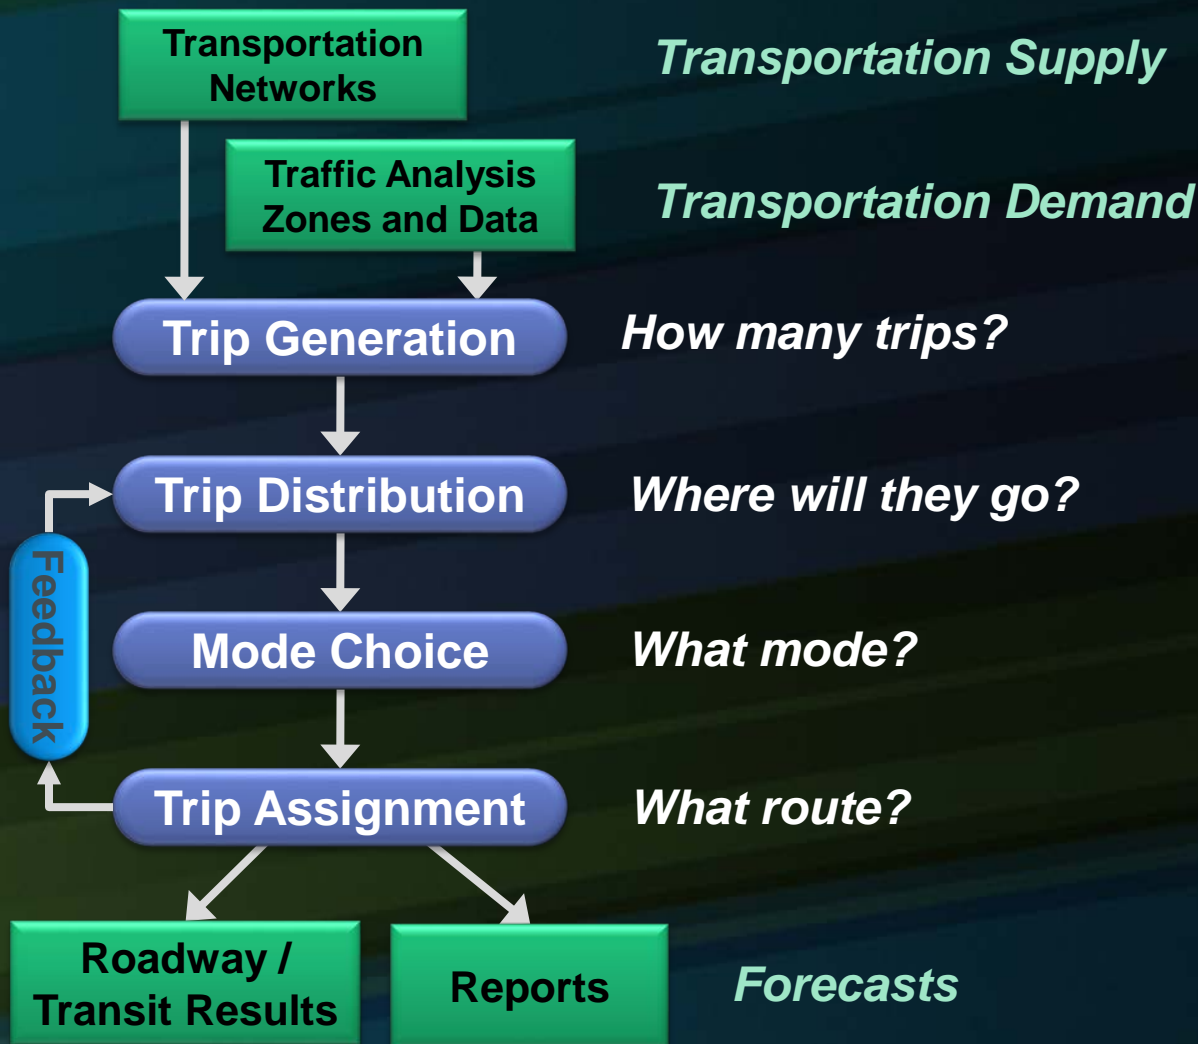 Transportation
Networks
Transportation Supply
Traffic Analysis
Zones and Data
Transportation Demand
Trip Generation
How many trips?
Trip Distribution
Where will they go?
Feedback
Mode Choice
What mode?
Trip Assignment
What route?
Roadway /
Transit Results
Reports
Forecasts